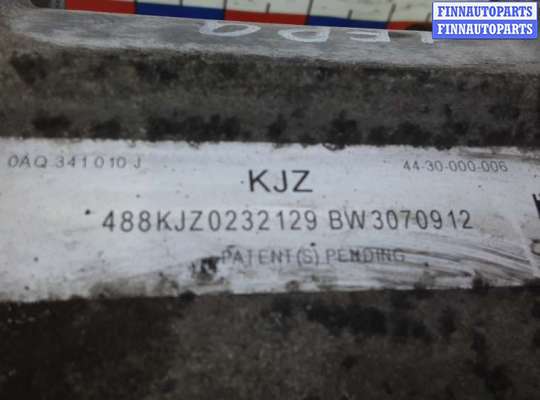 FINNAUTOPARTS
FINNAUTOPARTS
0AQ 341 010 J
44-30-000-006
KJZ
488KJZ0232129 BW3070912
PATENT(S) PENDING